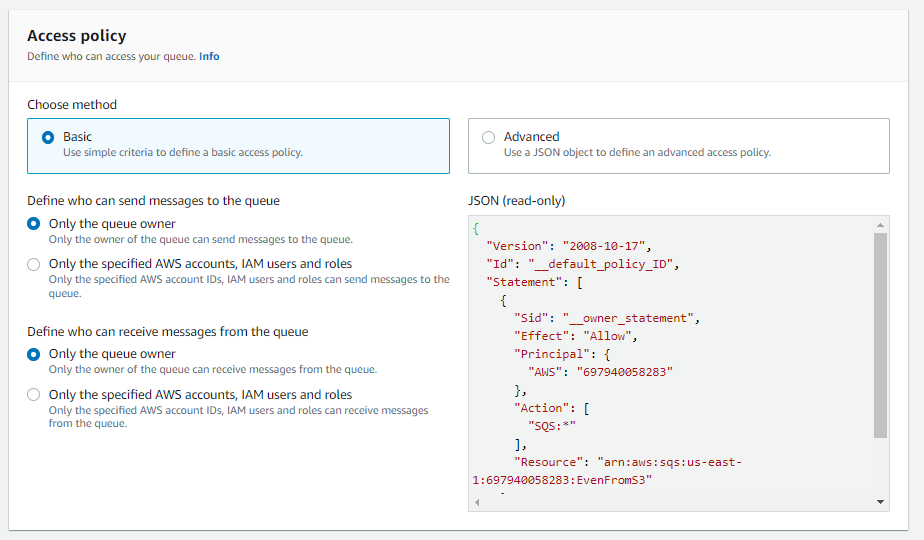 Access policy
Define who can access your queue. Info
Choose method
Basic
Use simple criteria to define a basic access policy.
Advanced
Use a JSON object to define an advanced access policy.
Define who can send messages to the queue
Only the queue owner
Only the owner of the queue can send messages to the queue.
Only the specified AWS accounts, IAM users and roles
Only the specified AWS account IDs, IAM users and roles can send messages to the
queue.
Define who can receive messages from the queue
Only the queue owner
Only the owner of the queue can receive messages from the queue.
Only the specified AWS accounts, IAM users and roles
Only the specified AWS account IDs, IAM users and roles can receive messages
from the queue.
JSON (read-only)
{
  "Version": "2008-10-17",
  "Id": "__default_policy_ID",
  "Statement": [
    {
      "Sid": "__owner_statement",
      "Effect": "Allow",
      "Principal": {
        "AWS": "697940058283"
      },
      "Action": [
        "SQS:*"
      ],
      "Resource": "arn:aws:sqs:us-east-
1:697940058283:EvenFromS3"